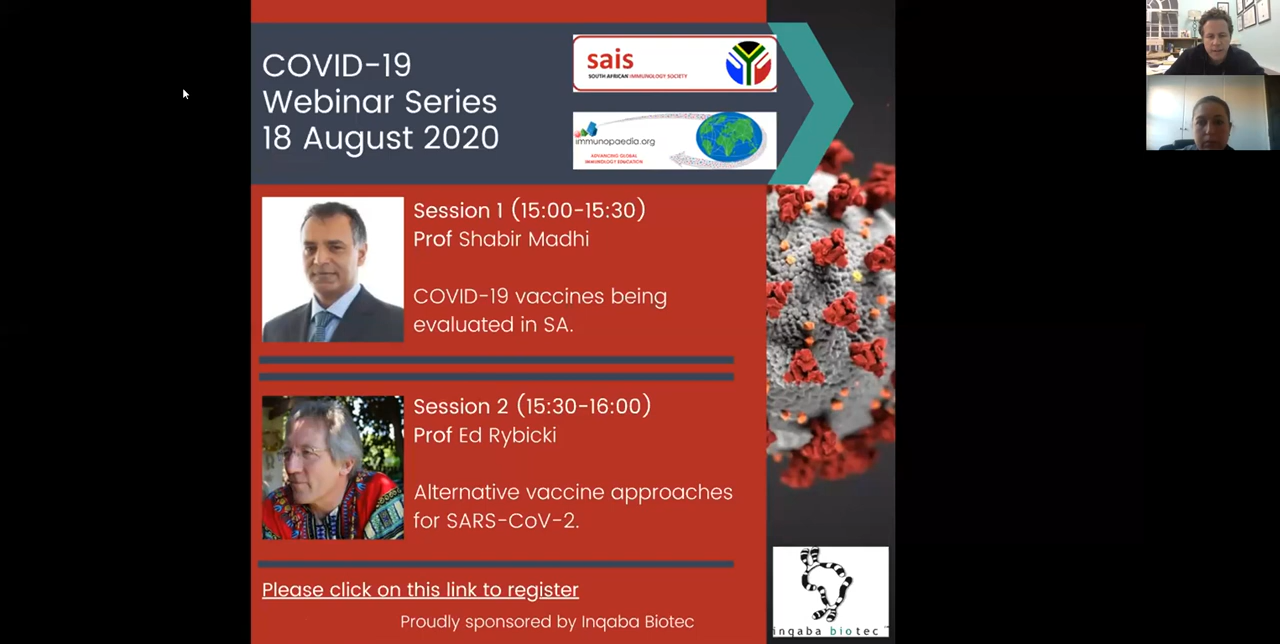 COVID-19
Webinar Series
18 August 2020
sais
SOUTH AFRICAN IMMUNOLOGY SOCIETY
immunopaedia.org
ADVANCING GLOBAL
IMMUNOLOGY EDUCATION
Session 1 (15:00-15:30)
Prof Shabir Madhi
COVID-19 vaccines being
evaluated in SA.
Session 2 (15:30-16:00)
Prof Ed Rybicki
Alternative vaccine approaches
for SARS-CoV-2.
Please click on this link to register
Proudly sponsored by Inqaba Biotec
inqaba biotec